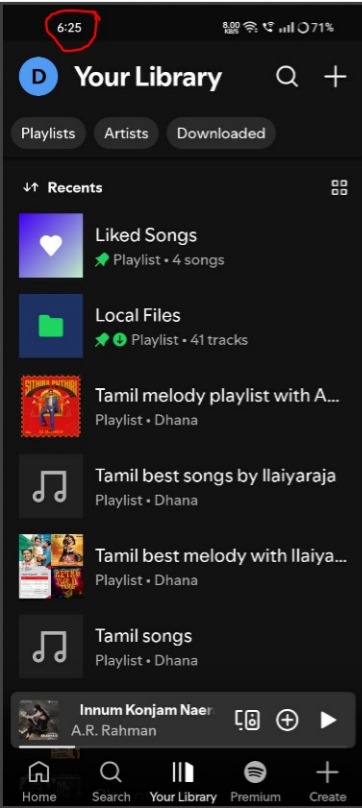 6:25
8.00 KB/S 71%
D Your Library
Playlists Artists Downloaded
Recents
Liked Songs
Playlist • 4 songs
Local Files
Playlist • 41 tracks
Tamil melody playlist with A...
Playlist • Dhana
Tamil best songs by Ilaiyaraja
Playlist • Dhana
Tamil best melody with Ilaiya...
Playlist • Dhana
Tamil songs
Playlist • Dhana
Innum Konjam Naer
A.R. Rahman
Home Search Your Library Premium Create